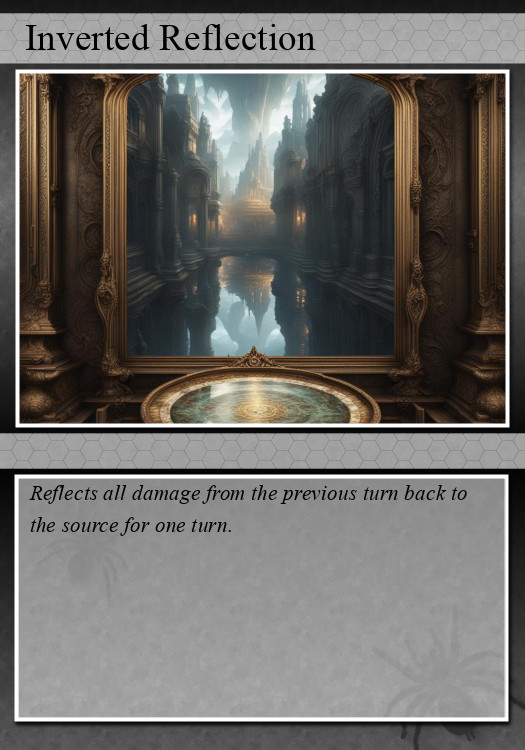 Inverted Reflection
Reflects all damage from the previous turn back to
the source for one turn.